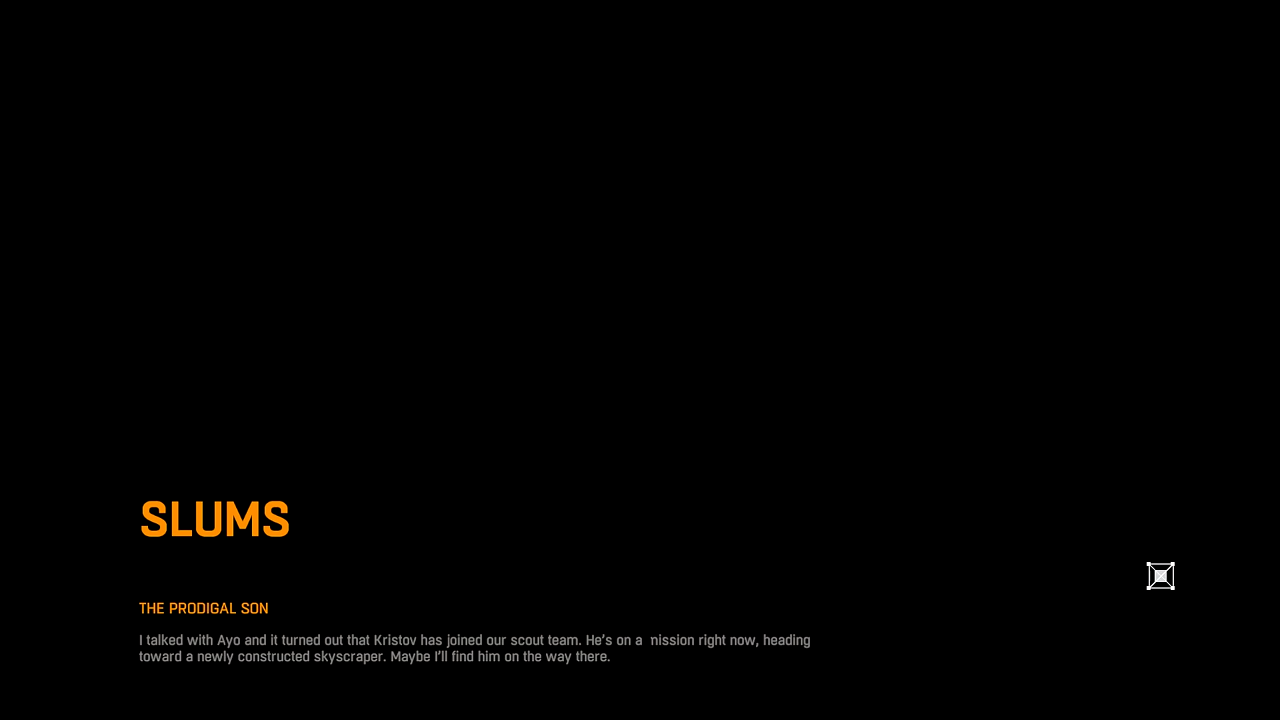 SLUMS
THE PRODIGAL SON
I talked with Ayo and it turned out that Kristov has joined our scout team. He's on a nission right now, heading
toward a newly constructed skyscraper. Maybe I'll find him on the way there.